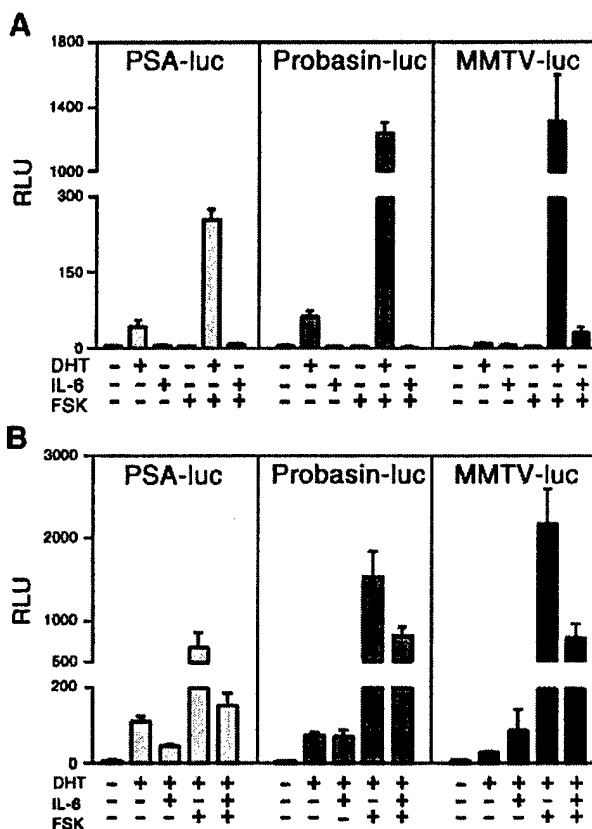 A
PSA-luc Probasin-luc MMTV-luc
1800
1400
1000
300
150
0
RLU
DHT - + - - + - - + - - + - - + - - + -
IL-6 - - + - - + - - + - - + - - + - - +
FSK - - - + + + - - - + + + - - - + + +
B
PSA-luc Probasin-luc MMTV-luc
3000
2000
1000
500
200
0
RLU
DHT - + + + + - + + + + - + + + +
IL-6 - - + - + - - + - + - - + - +
FSK - - - + + - - - + + - - - + +